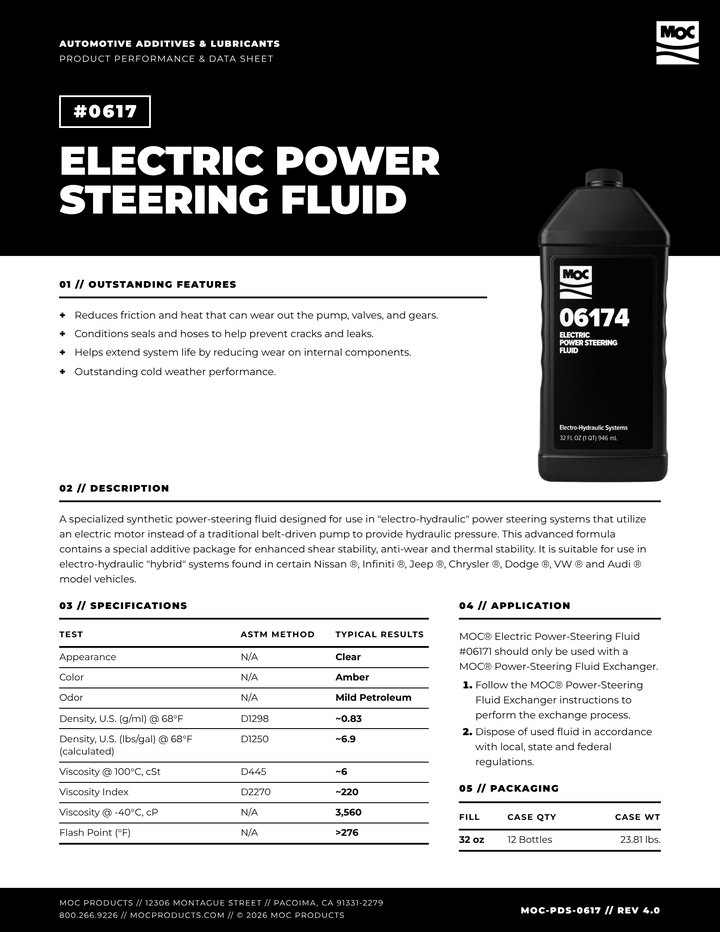 AUTOMOTIVE ADDITIVES & LUBRICANTS
PRODUCT PERFORMANCE & DATA SHEET
MOC
#0617
ELECTRIC POWER
STEERING FLUID
MOC
06174
ELECTRIC
POWER STEERING
FLUID
Electro-Hydraulic Systems
32 FL OZ (1 QT) 946 mL
01 // OUTSTANDING FEATURES
+ Reduces friction and heat that can wear out the pump, valves, and gears.
+ Conditions seals and hoses to help prevent cracks and leaks.
+ Helps extend system life by reducing wear on internal components.
+ Outstanding cold weather performance.
02 // DESCRIPTION
A specialized synthetic power-steering fluid designed for use in "electro-hydraulic" power steering systems that utilize
an electric motor instead of a traditional belt-driven pump to provide hydraulic pressure. This advanced formula
contains a special additive package for enhanced shear stability, anti-wear and thermal stability. It is suitable for use in
electro-hydraulic "hybrid" systems found in certain Nissan ®, Infiniti ®, Jeep ®, Chrysler ®, Dodge ®, VW ® and Audi ®
model vehicles.
03 // SPECIFICATIONS
TEST ASTM METHOD TYPICAL RESULTS
Appearance N/A Clear
Color N/A Amber
Odor N/A Mild Petroleum
Density, U.S. (g/ml) @ 68°F D1298 ~0.83
Density, U.S. (lbs/gal) @ 68°F D1250 ~6.9
(calculated)
Viscosity @ 100°C, cSt D445 ~6
Viscosity Index D2270 ~220
Viscosity @ -40°C, cP N/A 3,560
Flash Point (°F) N/A >276
04 // APPLICATION
MOC® Electric Power-Steering Fluid
#06171 should only be used with a
MOC® Power-Steering Fluid Exchanger.
1. Follow the MOC® Power-Steering
Fluid Exchanger instructions to
perform the exchange process.
2. Dispose of used fluid in accordance
with local, state and federal
regulations.
05 // PACKAGING
FILL CASE QTY CASE WT
32 oz 12 Bottles 23.81 lbs.
MOC PRODUCTS // 12306 MONTAGUE STREET // PACOIMA, CA 91331-2279
800.266.9226 // MOCPRODUCTS.COM // © 2026 MOC PRODUCTS
MOC-PDS-0617 // REV 4.0